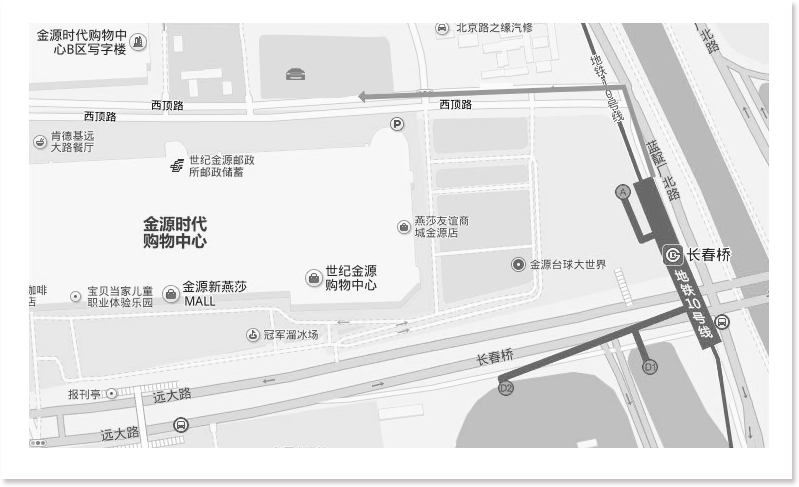 金源时代购物中
心B区写字楼
北京路之缘汽修
北路
地铁10号线
西顶路
西顶路
西顶路
P
肯德基远
大路餐厅
世纪金源邮政
所邮政储蓄
蓝靛厂北路
A
金源时代
购物中心
燕莎友谊商
城金源店
长春桥
金源台球大世界
世纪金源
购物中心
咖啡
店
宝贝当家儿童
职业体验乐园
金源新燕莎
MALL
地铁10号线
冠军溜冰场
长春桥
D1
D2
报刊亭
远大路
远大路